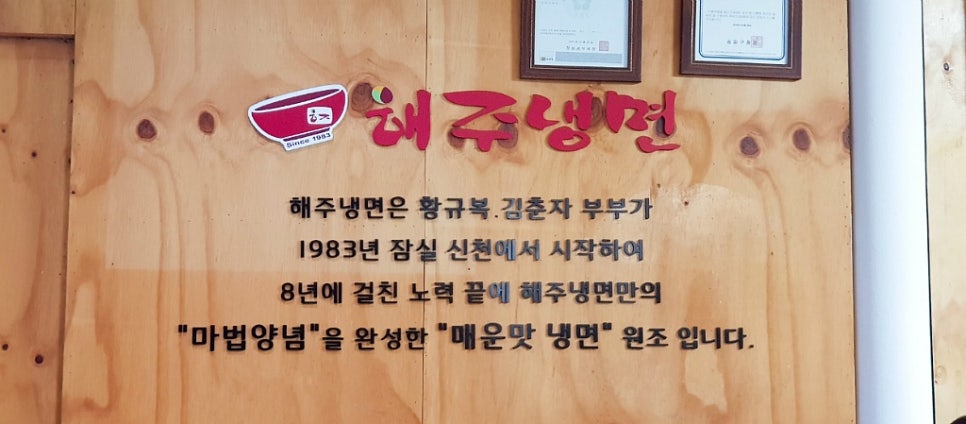 해주냉면
해주
Since 1983
해주냉면은 황규복.김춘자 부부가
1983년 잠실 신천에서 시작하여
8년에 걸친 노력 끝에 해주냉면만의
"마법양념"을 완성한 "매운맛 냉면" 원조 입니다.